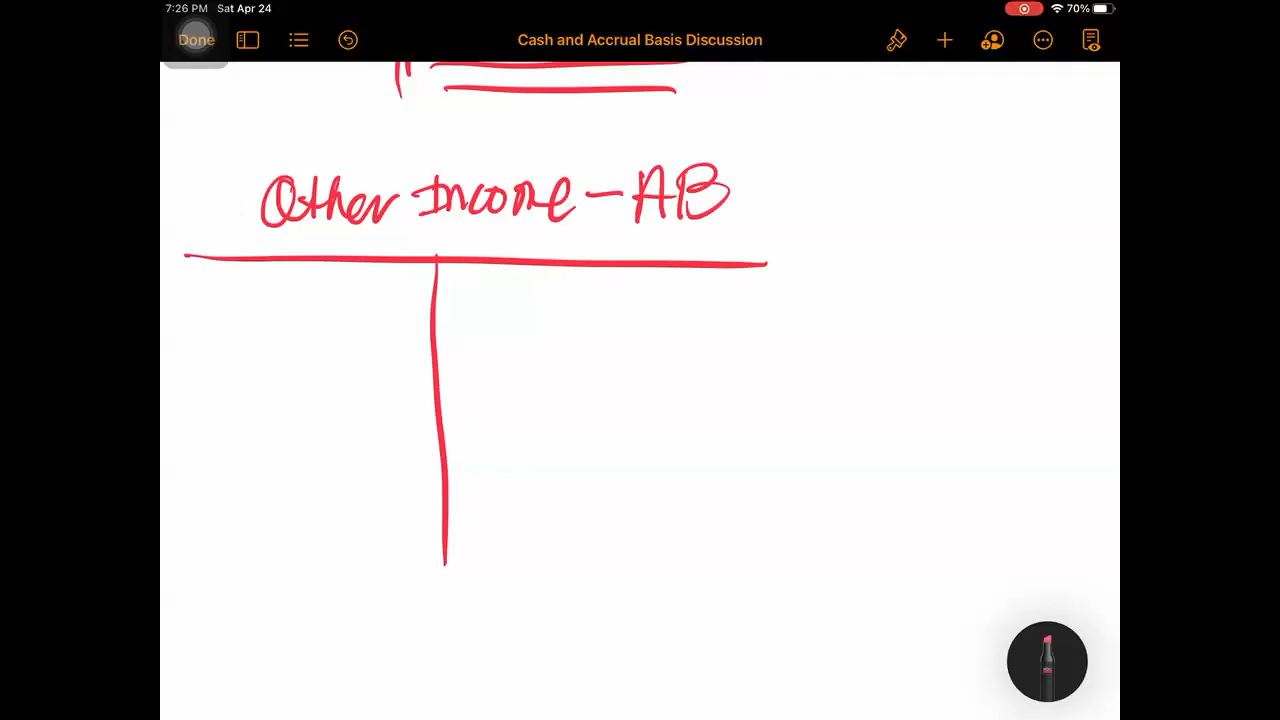 7:26 PM Sat Apr 24
70%
Done
Cash and Accrual Basis Discussion
Other Income - AB